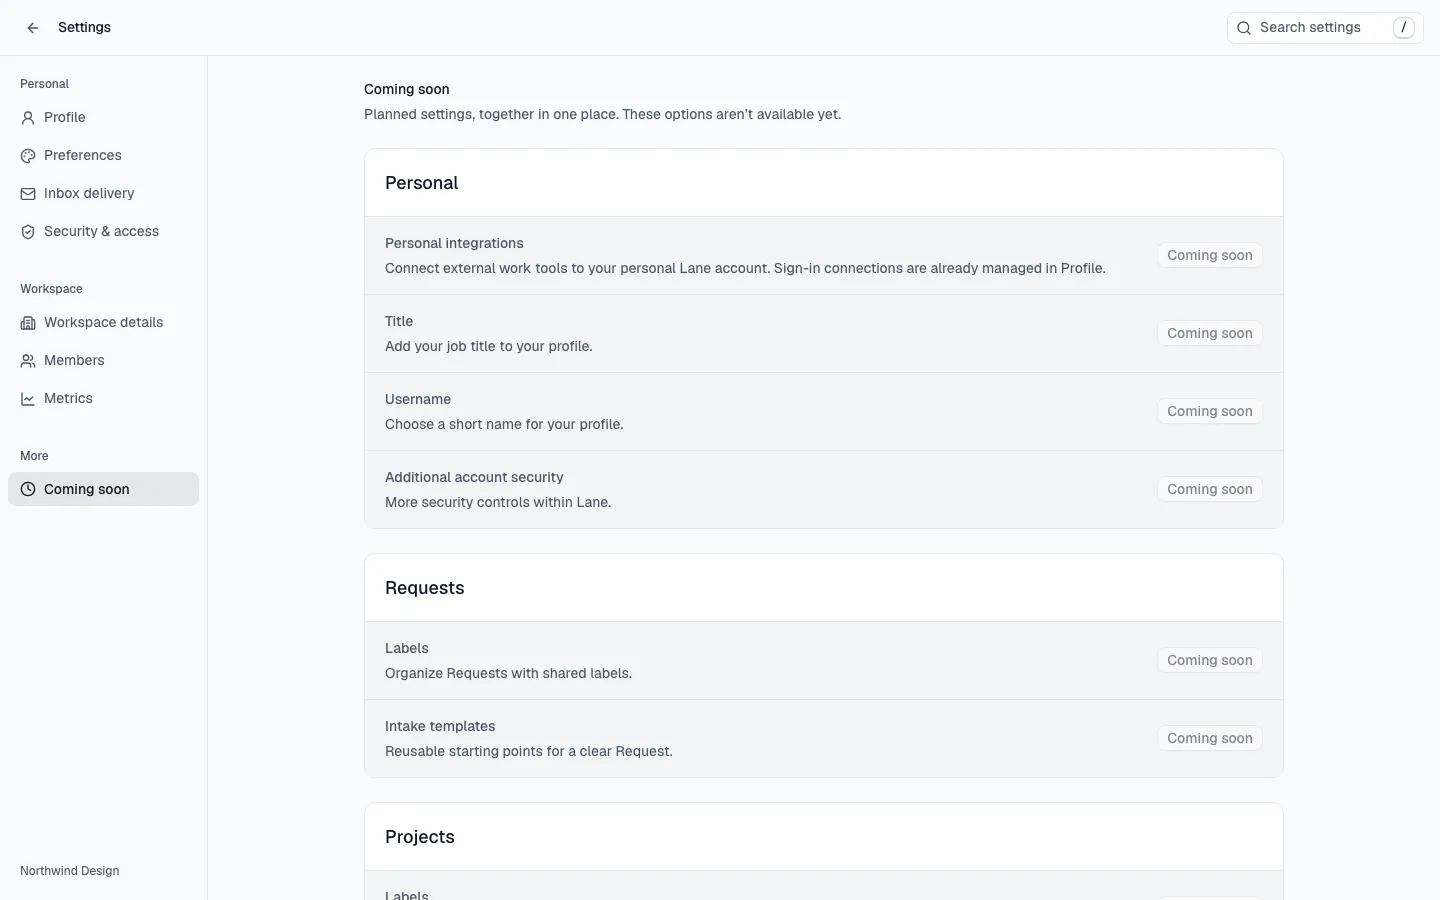 Settings
Search settings
/
Personal
Profile
Preferences
Inbox delivery
Security & access
Workspace
Workspace details
Members
Metrics
More
Coming soon
Northwind Design
Coming soon
Planned settings, together in one place. These options aren't available yet.
Personal
Personal integrations
Connect external work tools to your personal Lane account. Sign-in connections are already managed in Profile.
Coming soon
Title
Add your job title to your profile.
Coming soon
Username
Choose a short name for your profile.
Coming soon
Additional account security
More security controls within Lane.
Coming soon
Requests
Labels
Organize Requests with shared labels.
Coming soon
Intake templates
Reusable starting points for a clear Request.
Coming soon
Projects
Labels